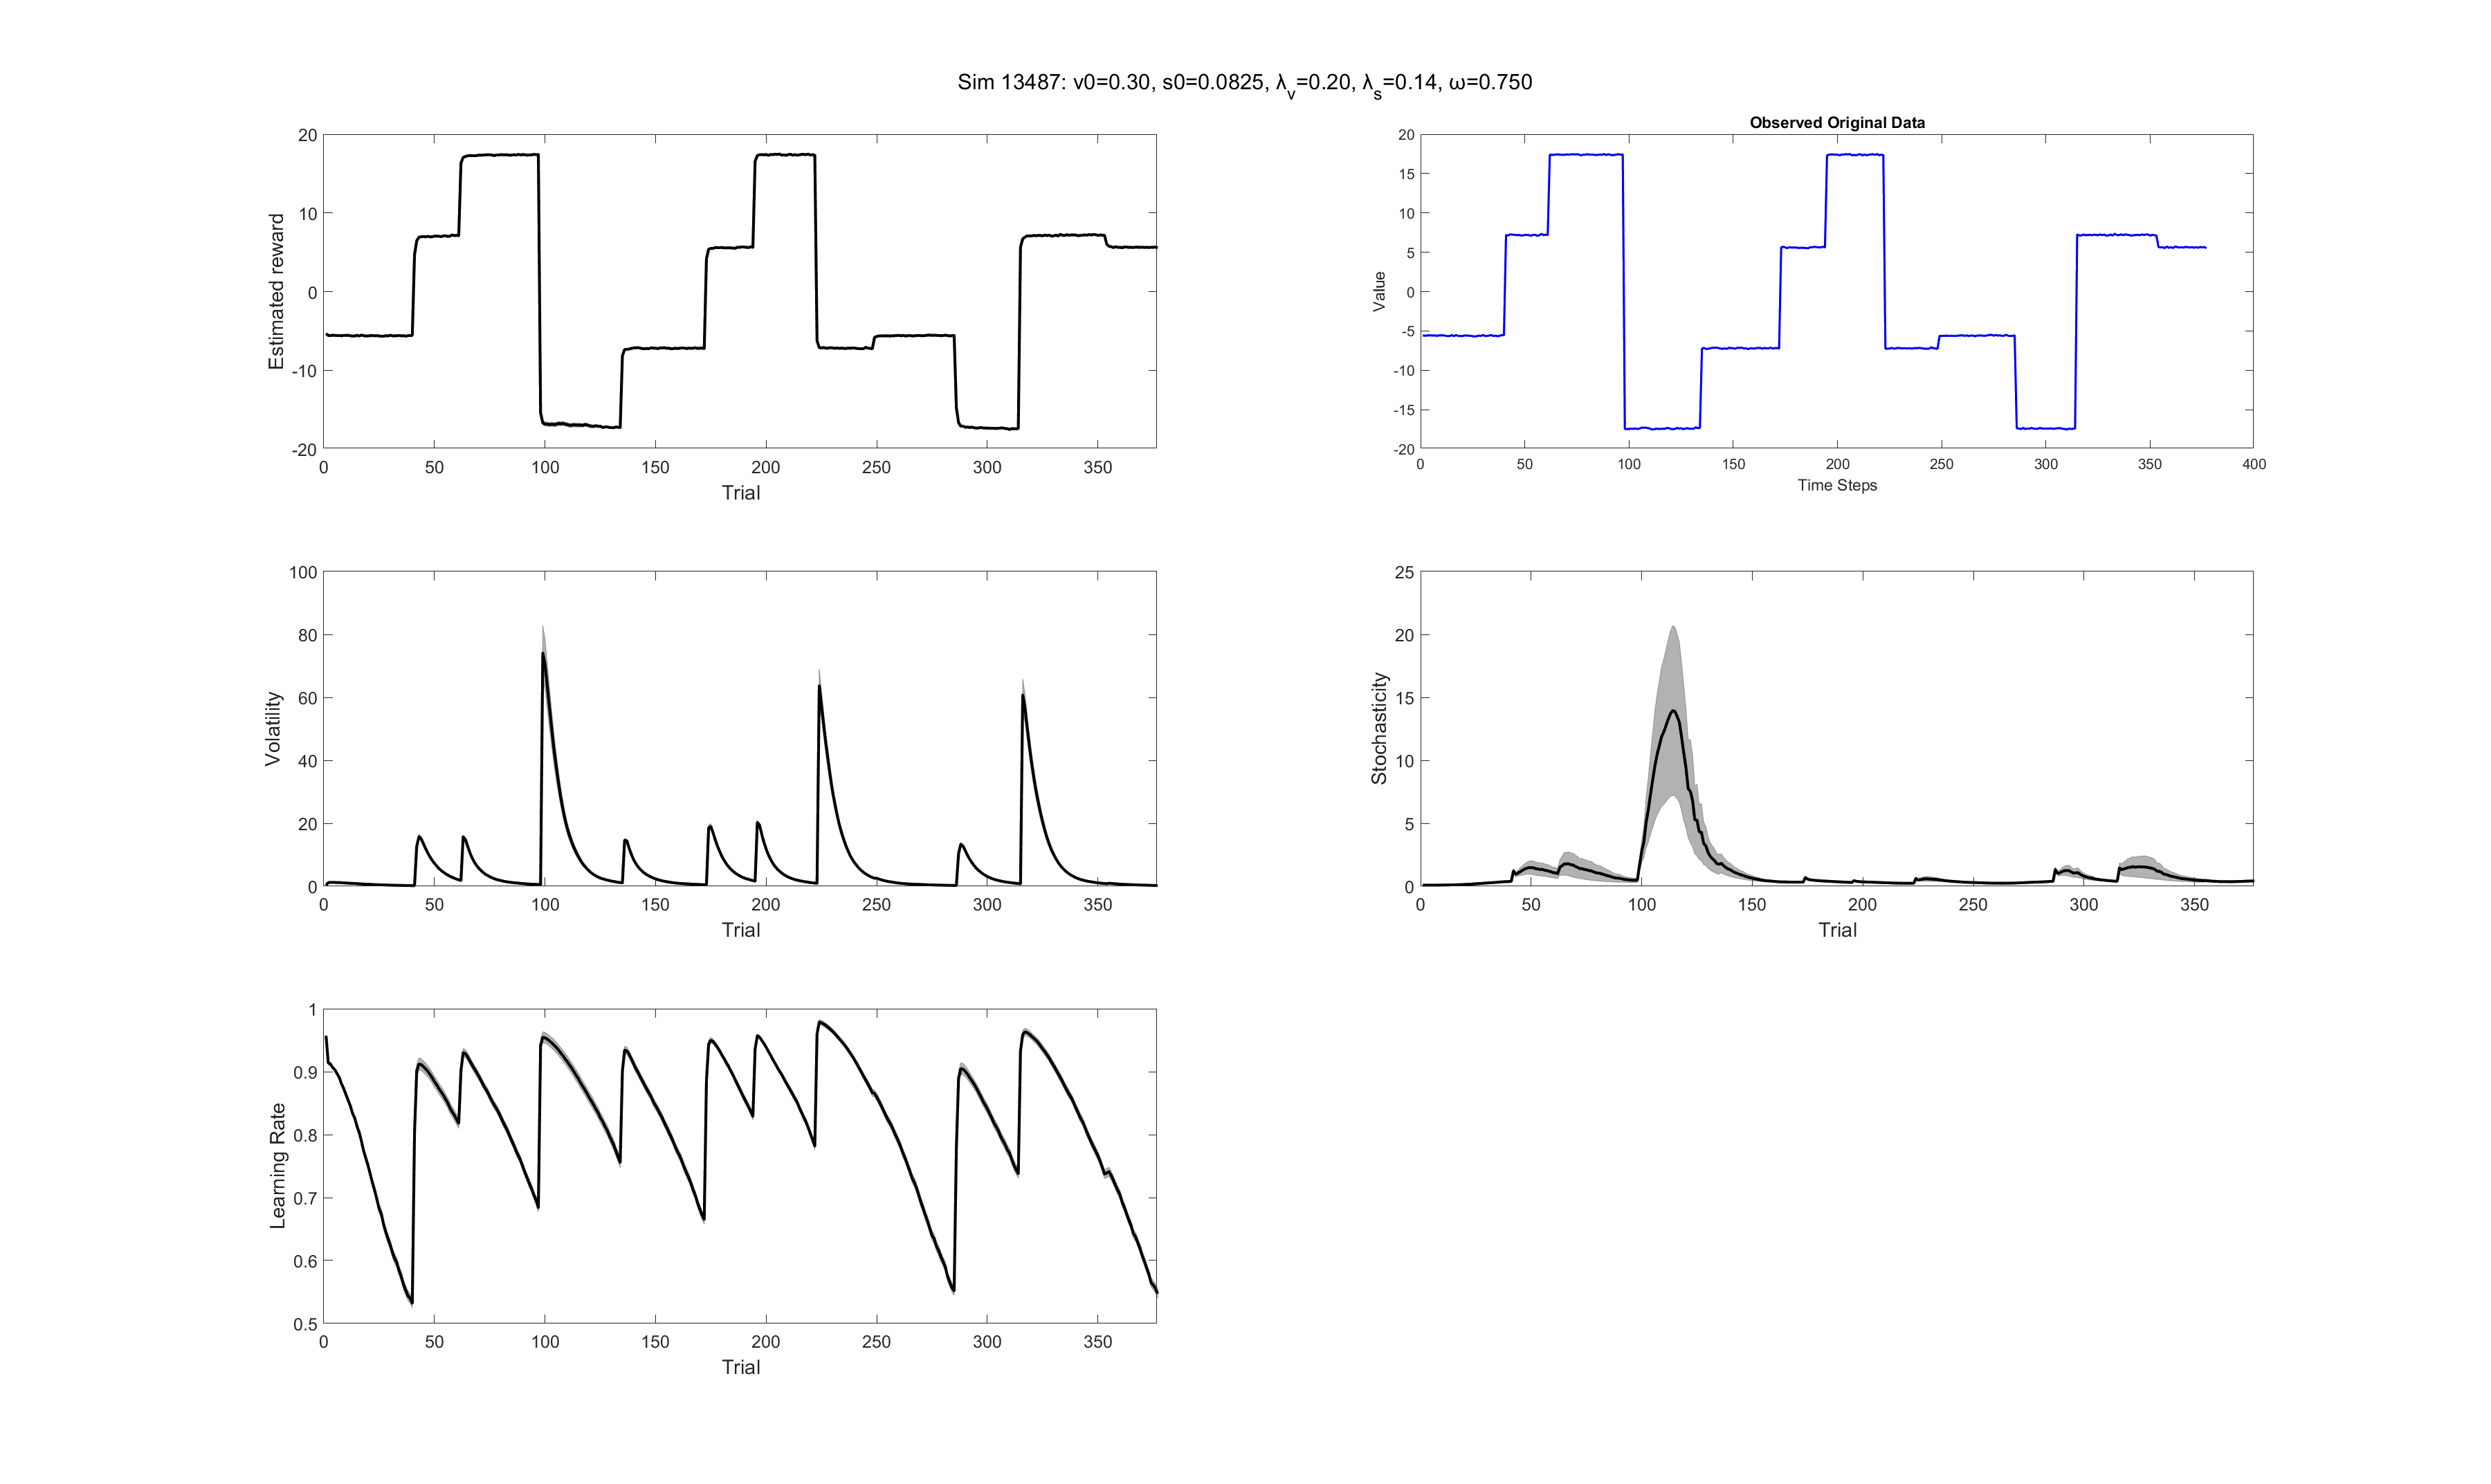 Sim 13487: v0=0.30, s0=0.0825, λ_v=0.20, λ_s=0.14, ω=0.750
20
10
0
-10
-20
Estimated reward
0 50 100 150 200 250 300 350
Trial
Observed Original Data
20
15
10
5
0
-5
-10
-15
-20
Value
0 50 100 150 200 250 300 350 400
Time Steps
100
80
60
40
20
0
Volatility
0 50 100 150 200 250 300 350
Trial
25
20
15
10
5
0
Stochasticity
0 50 100 150 200 250 300 350
Trial
1
0.9
0.8
0.7
0.6
0.5
Learning Rate
0 50 100 150 200 250 300 350
Trial